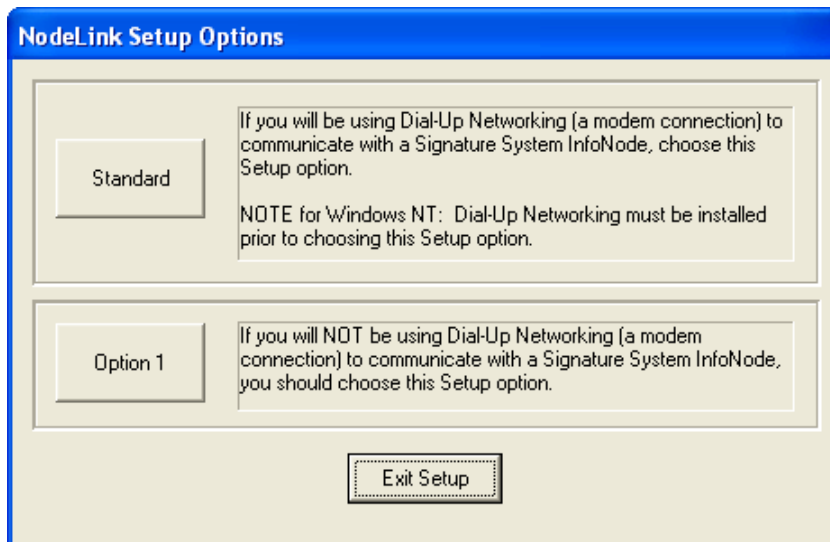 NodeLink Setup Options
Standard
If you will be using Dial-Up Networking (a modem connection) to
communicate with a Signature System InfoNode, choose this
Setup option.
NOTE for Windows NT:  Dial-Up Networking must be installed
prior to choosing this Setup option.
Option 1
If you will NOT be using Dial-Up Networking (a modem
connection) to communicate with a Signature System InfoNode,
you should choose this Setup option.
Exit Setup